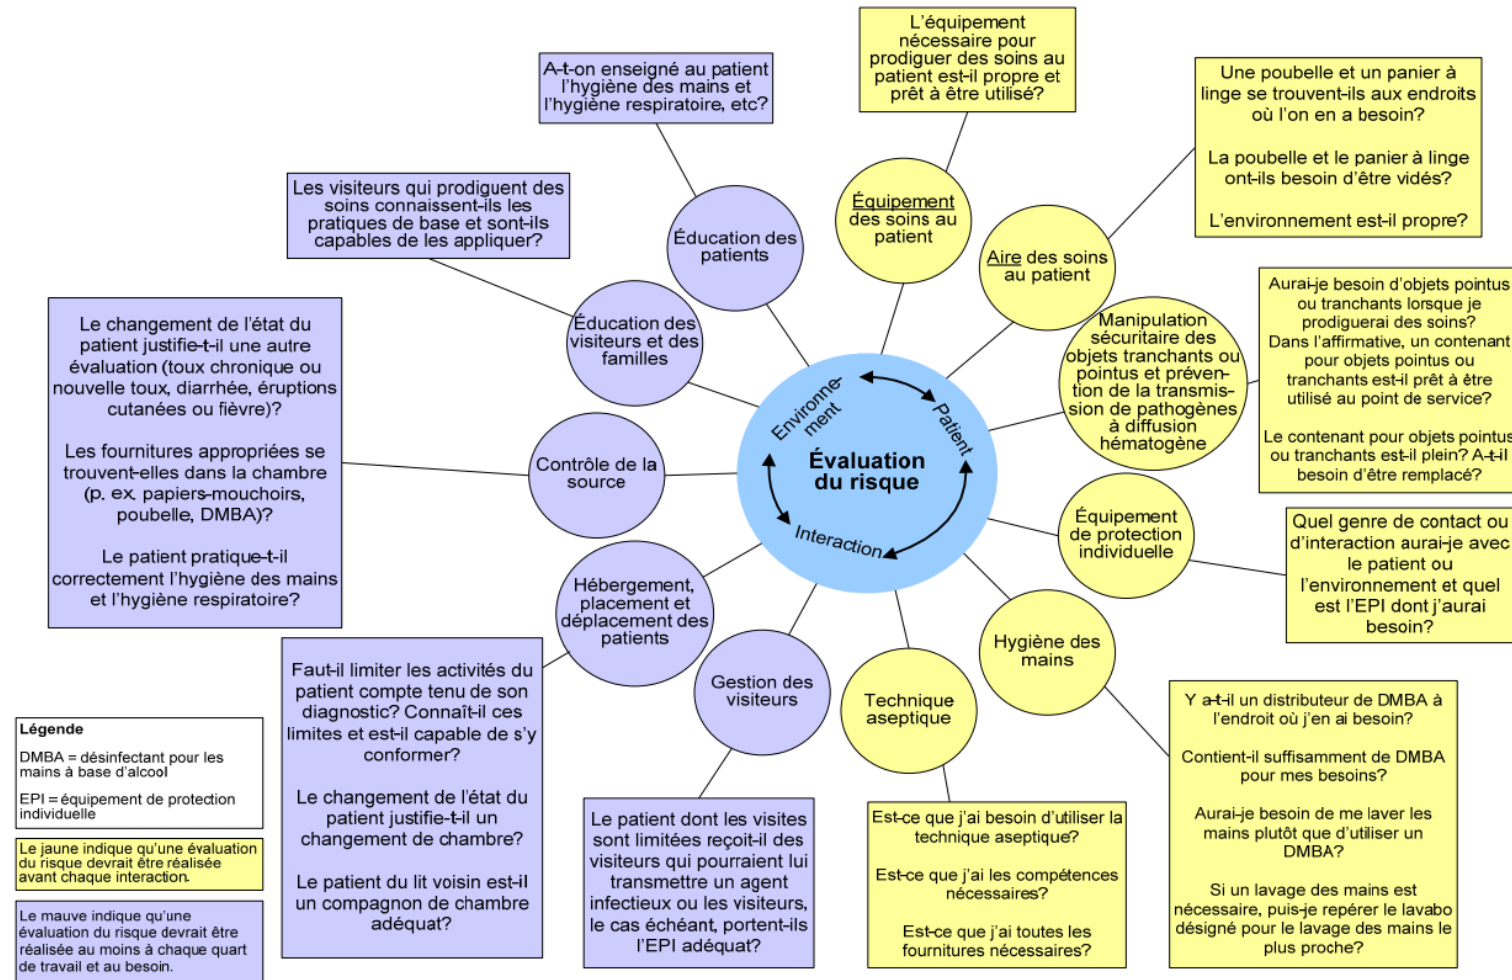 L'équipement
nécessaire pour
prodiguer des soins au
patient est-il propre et
prêt à être utilisé?
A-t-on enseigné au patient
l'hygiène des mains et
l'hygiène respiratoire, etc?
Une poubelle et un panier à
linge se trouvent-ils aux endroits
où l'on en a besoin?
La poubelle et le panier à linge
ont-ils besoin d'être vidés?
L'environnement est-il propre?
Les visiteurs qui prodiguent des
soins connaissent-ils les
pratiques de base et sont-ils
capables de les appliquer?
Éducation des
patients
Équipement
des soins au
patient
Aire des soins
au patient
Éducation des
visiteurs et des
familles
Manipulation
sécuritaire des
objets tranchants ou
pointus et préven-
tion de la transmis-
sion de pathogènes
à diffusion
hématogène
Aurai-je besoin d'objets pointus
ou tranchants lorsque je
prodiguerai des soins?
Dans l'affirmative, un contenant
pour objets pointus ou
tranchants est-il prêt à être
utilisé au point de service?
Le contenant pour objets pointus
ou tranchants est-il plein? A-t-il
besoin d'être remplacé?
Le changement de l'état du
patient justifie-t-il une autre
évaluation (toux chronique ou
nouvelle toux, diarrhée, éruptions
cutanées ou fièvre)?
Les fournitures appropriées se
trouvent-elles dans la chambre
(p. ex. papiers-mouchoirs,
poubelle, DMBA)?
Le patient pratique-t-il
correctement l'hygiène des mains
et l'hygiène respiratoire?
Contrôle de la
source
Environne-
ment
Patient
Évaluation
du risque
Interaction
Équipement
de protection
individuelle
Quel genre de contact ou
d'interaction aurai-je avec
le patient ou
l'environnement et quel
est l'EPI dont j'aurai
besoin?
Hébergement,
placement et
déplacement des
patients
Gestion des
visiteurs
Technique
aseptique
Hygiène des
mains
Faut-il limiter les activités du
patient compte tenu de son
diagnostic? Connaît-il ces
limites et est-il capable de s'y
conformer?
Le changement de l'état du
patient justifie-t-il un
changement de chambre?
Le patient du lit voisin est-il
un compagnon de chambre
adéquat?
Le patient dont les visites
sont limitées reçoit-il des
visiteurs qui pourraient lui
transmettre un agent
infectieux ou les visiteurs,
le cas échéant, portent-ils
l'EPI adéquat?
Est-ce que j'ai besoin d'utiliser la
technique aseptique?
Est-ce que j'ai les compétences
nécessaires?
Est-ce que j'ai toutes les
fournitures nécessaires?
Y a-t-il un distributeur de DMBA à
l'endroit où j'en ai besoin?
Contient-il suffisamment de DMBA
pour mes besoins?
Aurai-je besoin de me laver les
mains plutôt que d'utiliser un
DMBA?
Si un lavage des mains est
nécessaire, puis-je repérer le lavabo
désigné pour le lavage des mains le
plus proche?
Légende
DMBA = désinfectant pour les
mains à base d'alcool
EPI = équipement de protection
individuelle
Le jaune indique qu'une évaluation
du risque devrait être réalisée
avant chaque interaction.
Le mauve indique qu'une
évaluation du risque devrait être
réalisée au moins à chaque quart
de travail et au besoin.